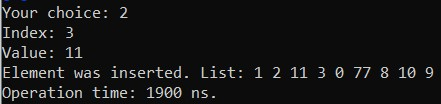 Your choice: 2
Index: 3
Value: 11
Element was inserted. List: 1 2 11 3 0 77 8 10 9
Operation time: 1900 ns.